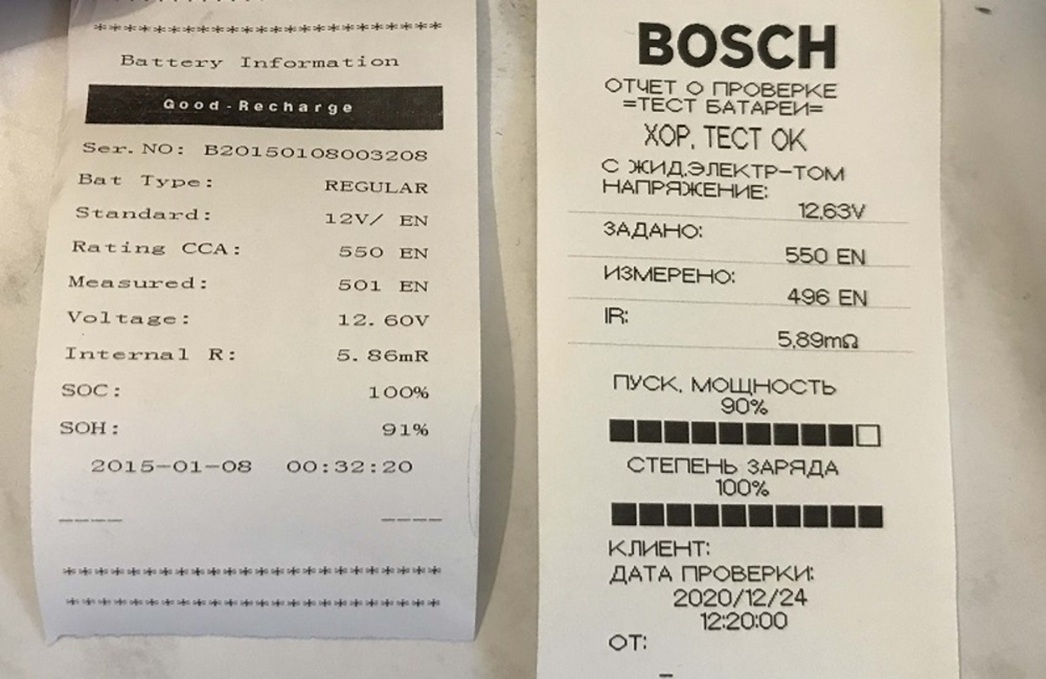 ************************
Battery Information
Good-Recharge
Ser.NO: B20150108003208
Bat Type: REGULAR
Standard: 12V/ EN
Rating CCA: 550 EN
Measured: 501 EN
Voltage: 12.60V
Internal R: 5.86mR
SOC: 100%
SOH: 91%
2015-01-08 00:32:20
---- ----
************************
************************
BOSCH
ОТЧЕТ О ПРОВЕРКЕ
=ТЕСТ БАТАРЕИ=
ХОР. ТЕСТ ОК
С ЖИД.ЭЛЕКТР-ТОМ
НАПРЯЖЕНИЕ:
12,63V
ЗАДАНО:
550 EN
ИЗМЕРЕНО:
496 EN
IR:
5,89mΩ
ПУСК. МОЩНОСТЬ
90%
СТЕПЕНЬ ЗАРЯДА
100%
КЛИЕНТ:
ДАТА ПРОВЕРКИ:
2020/12/24
12:20:00
ОТ: